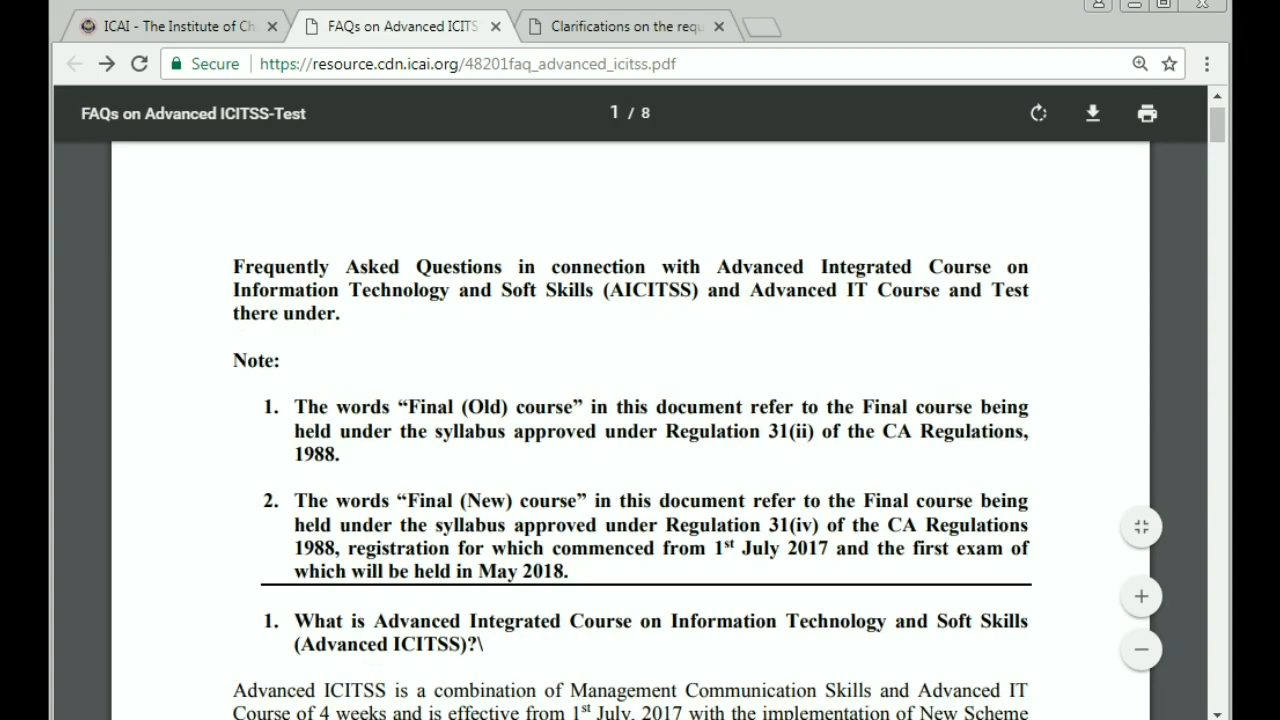 ICAI - The Institute of Ch
FAQs on Advanced ICITS
Clarifications on the requ
Secure
https://resource.cdn.icai.org/48201faq_advanced_icitss.pdf
FAQs on Advanced ICITSS-Test
1 / 8
Frequently Asked Questions in connection with Advanced Integrated Course on
Information Technology and Soft Skills (AICITSS) and Advanced IT Course and Test
there under.
Note:
1. The words “Final (Old) course” in this document refer to the Final course being
held under the syllabus approved under Regulation 31(ii) of the CA Regulations,
1988.
2. The words “Final (New) course” in this document refer to the Final course being
held under the syllabus approved under Regulation 31(iv) of the CA Regulations
1988, registration for which commenced from 1st July 2017 and the first exam of
which will be held in May 2018.
1. What is Advanced Integrated Course on Information Technology and Soft Skills
(Advanced ICITSS)?\
Advanced ICITSS is a combination of Management Communication Skills and Advanced IT
Course of 4 weeks and is effective from 1st July, 2017 with the implementation of New Scheme